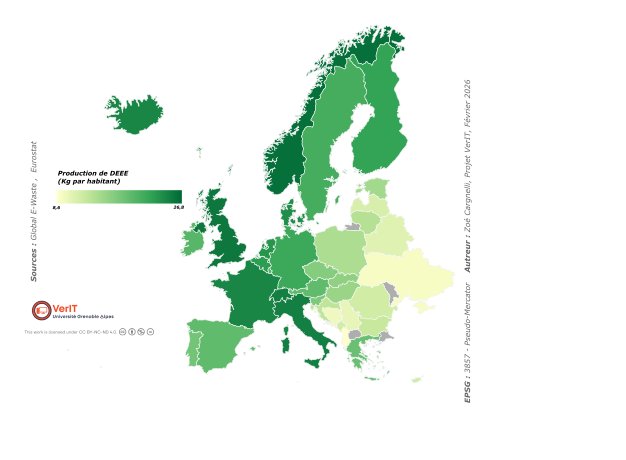 Production de DEEE
(Kg par habitant)
8,6
26,8
Sources : Global E-Waste , Eurostat
VerIT
Université Grenoble Alpes
This work is licensed under CC BY-NC-ND 4.0
Autreur : Zoé Cargnelli, Projet VerIT, Février 2026
EPSG : 3857 - Pseudo-Mercator